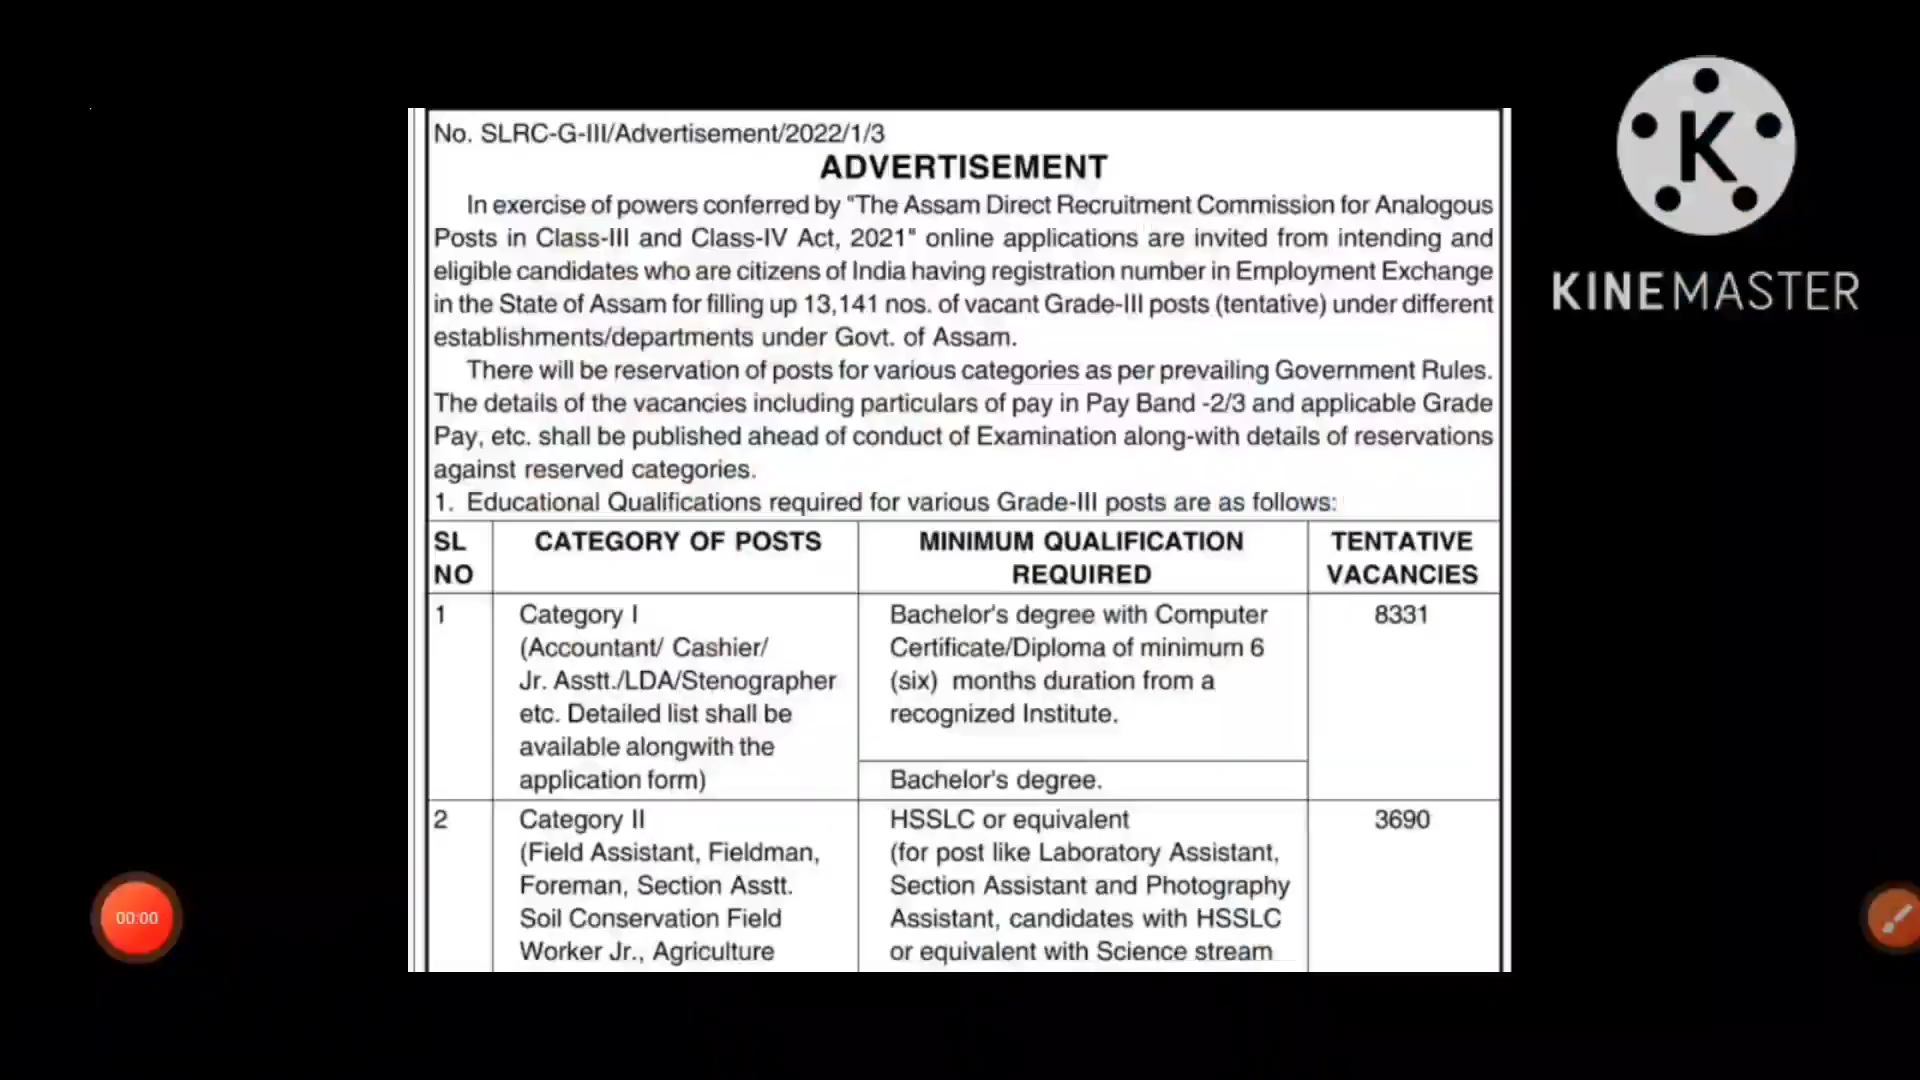 No. SLRC-G-III/Advertisement/2022/1/3
ADVERTISEMENT
In exercise of powers conferred by "The Assam Direct Recruitment Commission for Analogous
Posts in Class-III and Class-IV Act, 2021" online applications are invited from intending and
eligible candidates who are citizens of India having registration number in Employment Exchange
in the State of Assam for filling up 13,141 nos. of vacant Grade-III posts (tentative) under different
establishments/departments under Govt. of Assam.
There will be reservation of posts for various categories as per prevailing Government Rules.
The details of the vacancies including particulars of pay in Pay Band -2/3 and applicable Grade
Pay, etc. shall be published ahead of conduct of Examination along-with details of reservations
against reserved categories.
1. Educational Qualifications required for various Grade-III posts are as follows:
SL
NO
CATEGORY OF POSTS
MINIMUM QUALIFICATION
REQUIRED
TENTATIVE
VACANCIES
1
Category I
(Accountant/ Cashier/
Jr. Asstt./LDA/Stenographer
etc. Detailed list shall be
available alongwith the
application form)
Bachelor's degree with Computer
Certificate/Diploma of minimum 6
(six) months duration from a
recognized Institute.
Bachelor's degree.
8331
2
Category II
(Field Assistant, Fieldman,
Foreman, Section Asstt.
Soil Conservation Field
Worker Jr., Agriculture
HSSLC or equivalent
(for post like Laboratory Assistant,
Section Assistant and Photography
Assistant, candidates with HSSLC
or equivalent with Science stream
3690
K
KINEMASTER
00:00